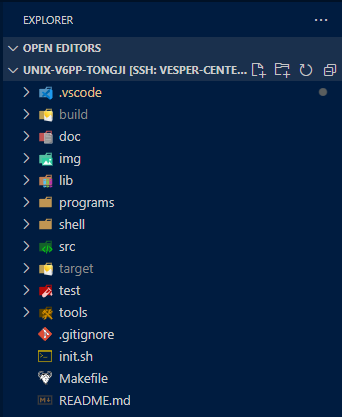 EXPLORER
OPEN EDITORS
UNIX-V6PP-TONGJI [SSH: VESPER-CENTE...
.vscode
build
doc
img
lib
programs
shell
src
target
test
tools
.gitignore
init.sh
Makefile
README.md